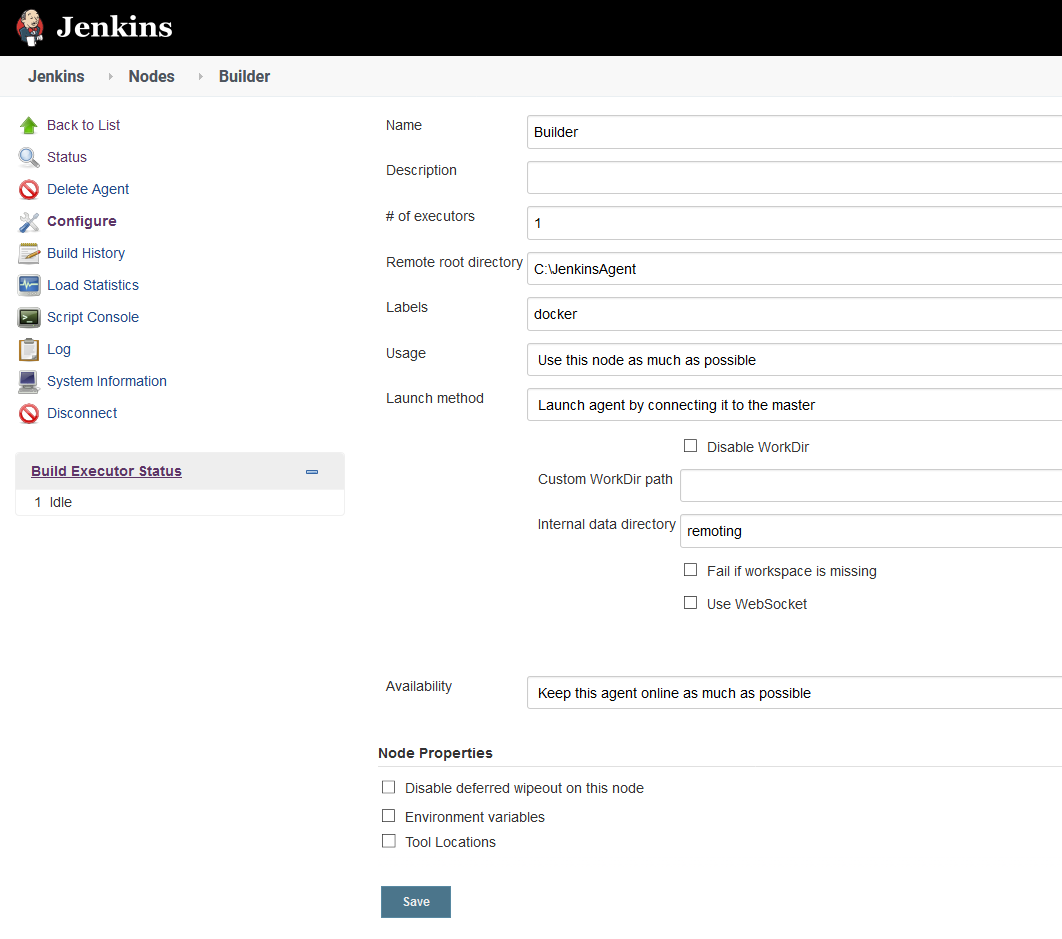 Jenkins
Jenkins Nodes Builder
Back to List
Status
Delete Agent
Configure
Build History
Load Statistics
Script Console
Log
System Information
Disconnect
Build Executor Status
1 Idle
Name Builder
Description
# of executors 1
Remote root directory C:\JenkinsAgent
Labels docker
Usage Use this node as much as possible
Launch method Launch agent by connecting it to the master
Disable WorkDir
Custom WorkDir path
Internal data directory remoting
Fail if workspace is missing
Use WebSocket
Availability Keep this agent online as much as possible
Node Properties
Disable deferred wipeout on this node
Environment variables
Tool Locations
Save